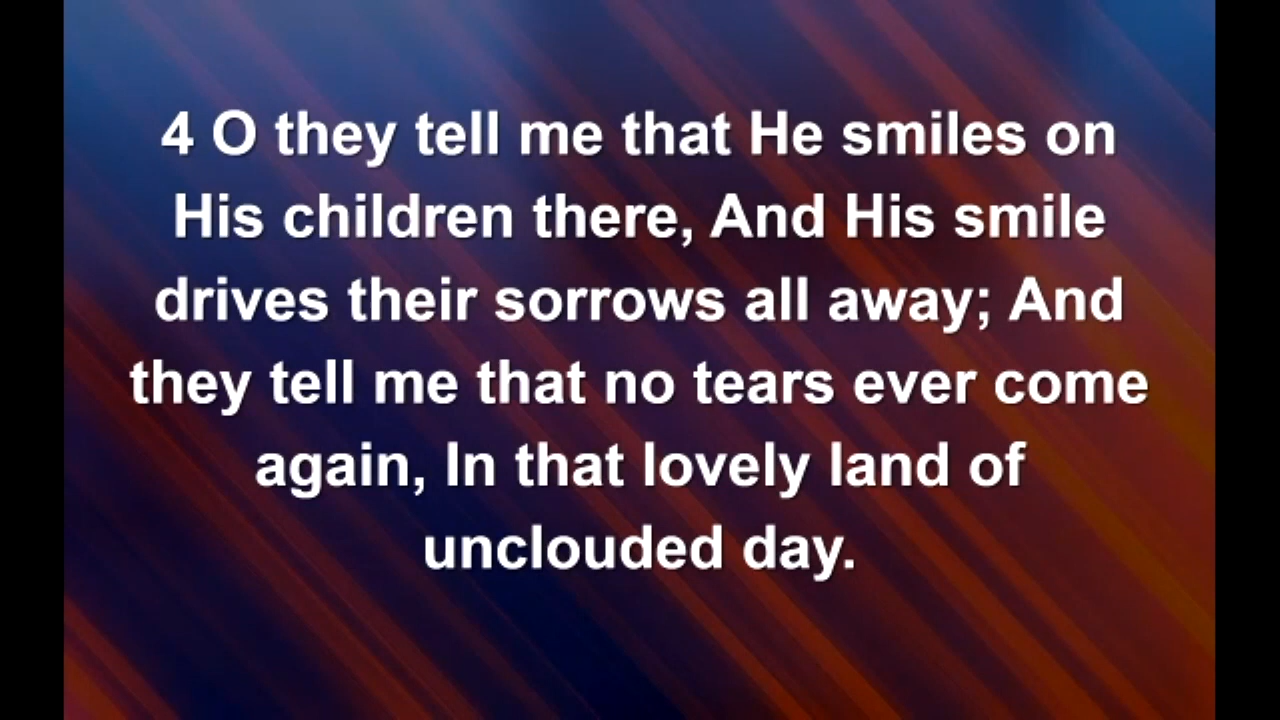 4 O they tell me that He smiles on
His children there, And His smile
drives their sorrows all away; And
they tell me that no tears ever come
again, In that lovely land of
unclouded day.